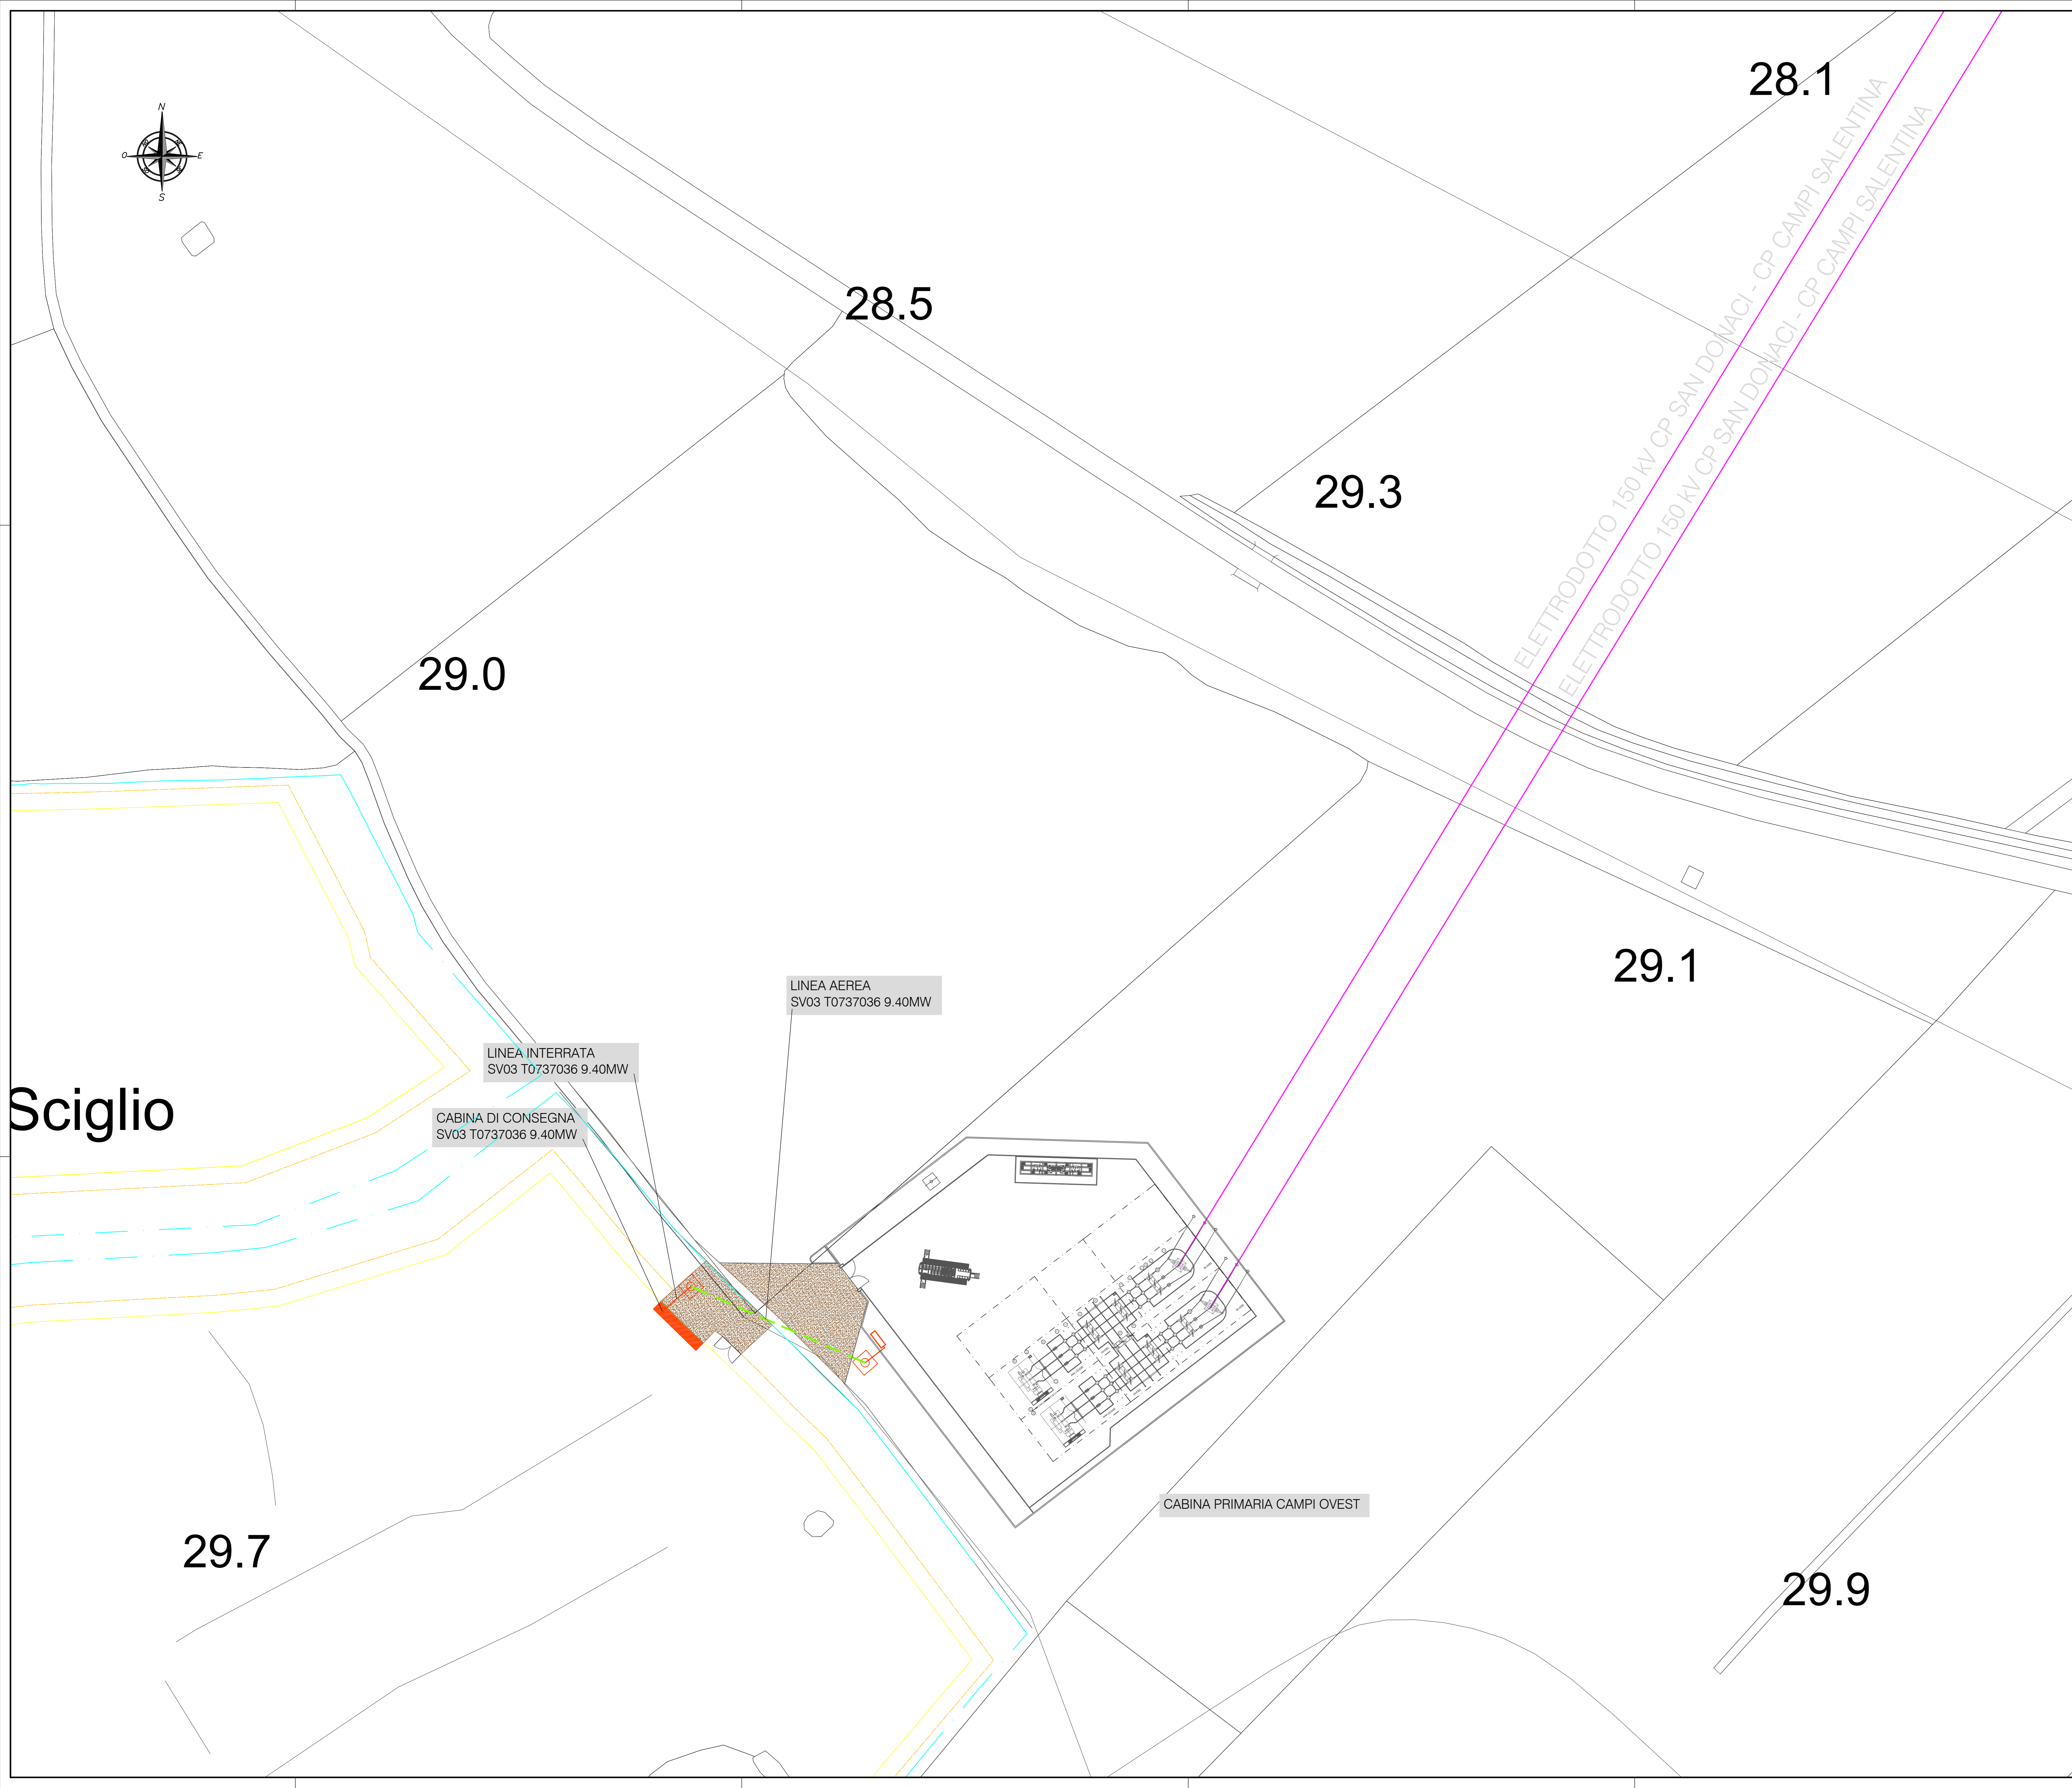 28.1
N
O
E
S
28.5
ELETTRODOTTO 150 kV CP SAN DONACI - CP CAMPI SALENTINA
ELETTRODOTTO 150 kV CP SAN DONACI - CP CAMPI SALENTINA
29.3
29.0
29.1
LINEA AEREA
SV03 T0737036 9.40MW
LINEA INTERRATA
SV03 T0737036 9.40MW
Sciglio
CABINA DI CONSEGNA
SV03 T0737036 9.40MW
CABINA PRIMARIA CAMPI OVEST
29.7
29.9